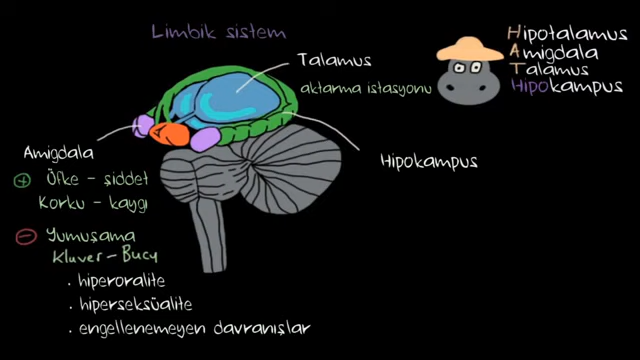 Limbik sistem
Hipotalamus
Amigdala
Talamus
Hipokampus
Talamus
aktarma istasyonu
Hipokampus
Amigdala
+ Üfke - şiddet
Korku - kaygı
- Yumuşama
Kluver - Bucy
. hiperoralite
. hiperseksüalite
. engellenemeyen davranışlar